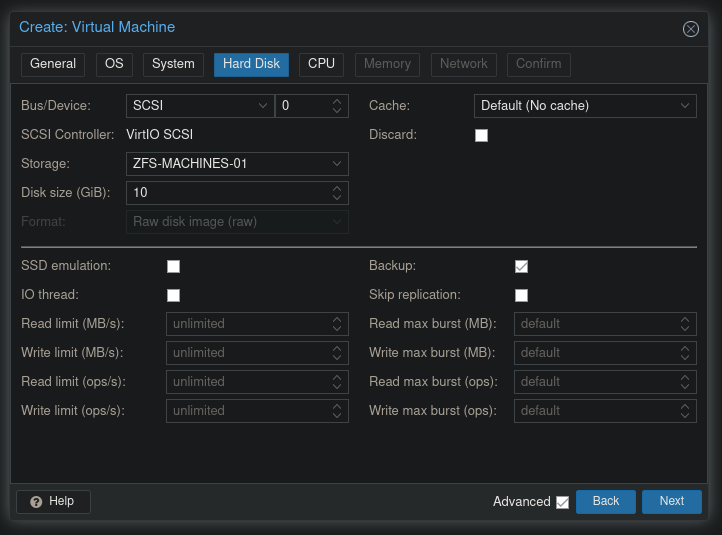 Create: Virtual Machine
General OS System Hard Disk CPU Memory Network Confirm
Bus/Device: SCSI 0 Cache: Default (No cache)
SCSI Controller: VirtIO SCSI Discard:
Storage: ZFS-MACHINES-01
Disk size (GiB): 10
Format: Raw disk image (raw)
SSD emulation: Backup:
IO thread: Skip replication:
Read limit (MB/s): unlimited Read max burst (MB): default
Write limit (MB/s): unlimited Write max burst (MB): default
Read limit (ops/s): unlimited Read max burst (ops): default
Write limit (ops/s): unlimited Write max burst (ops): default
? Help Advanced Back Next